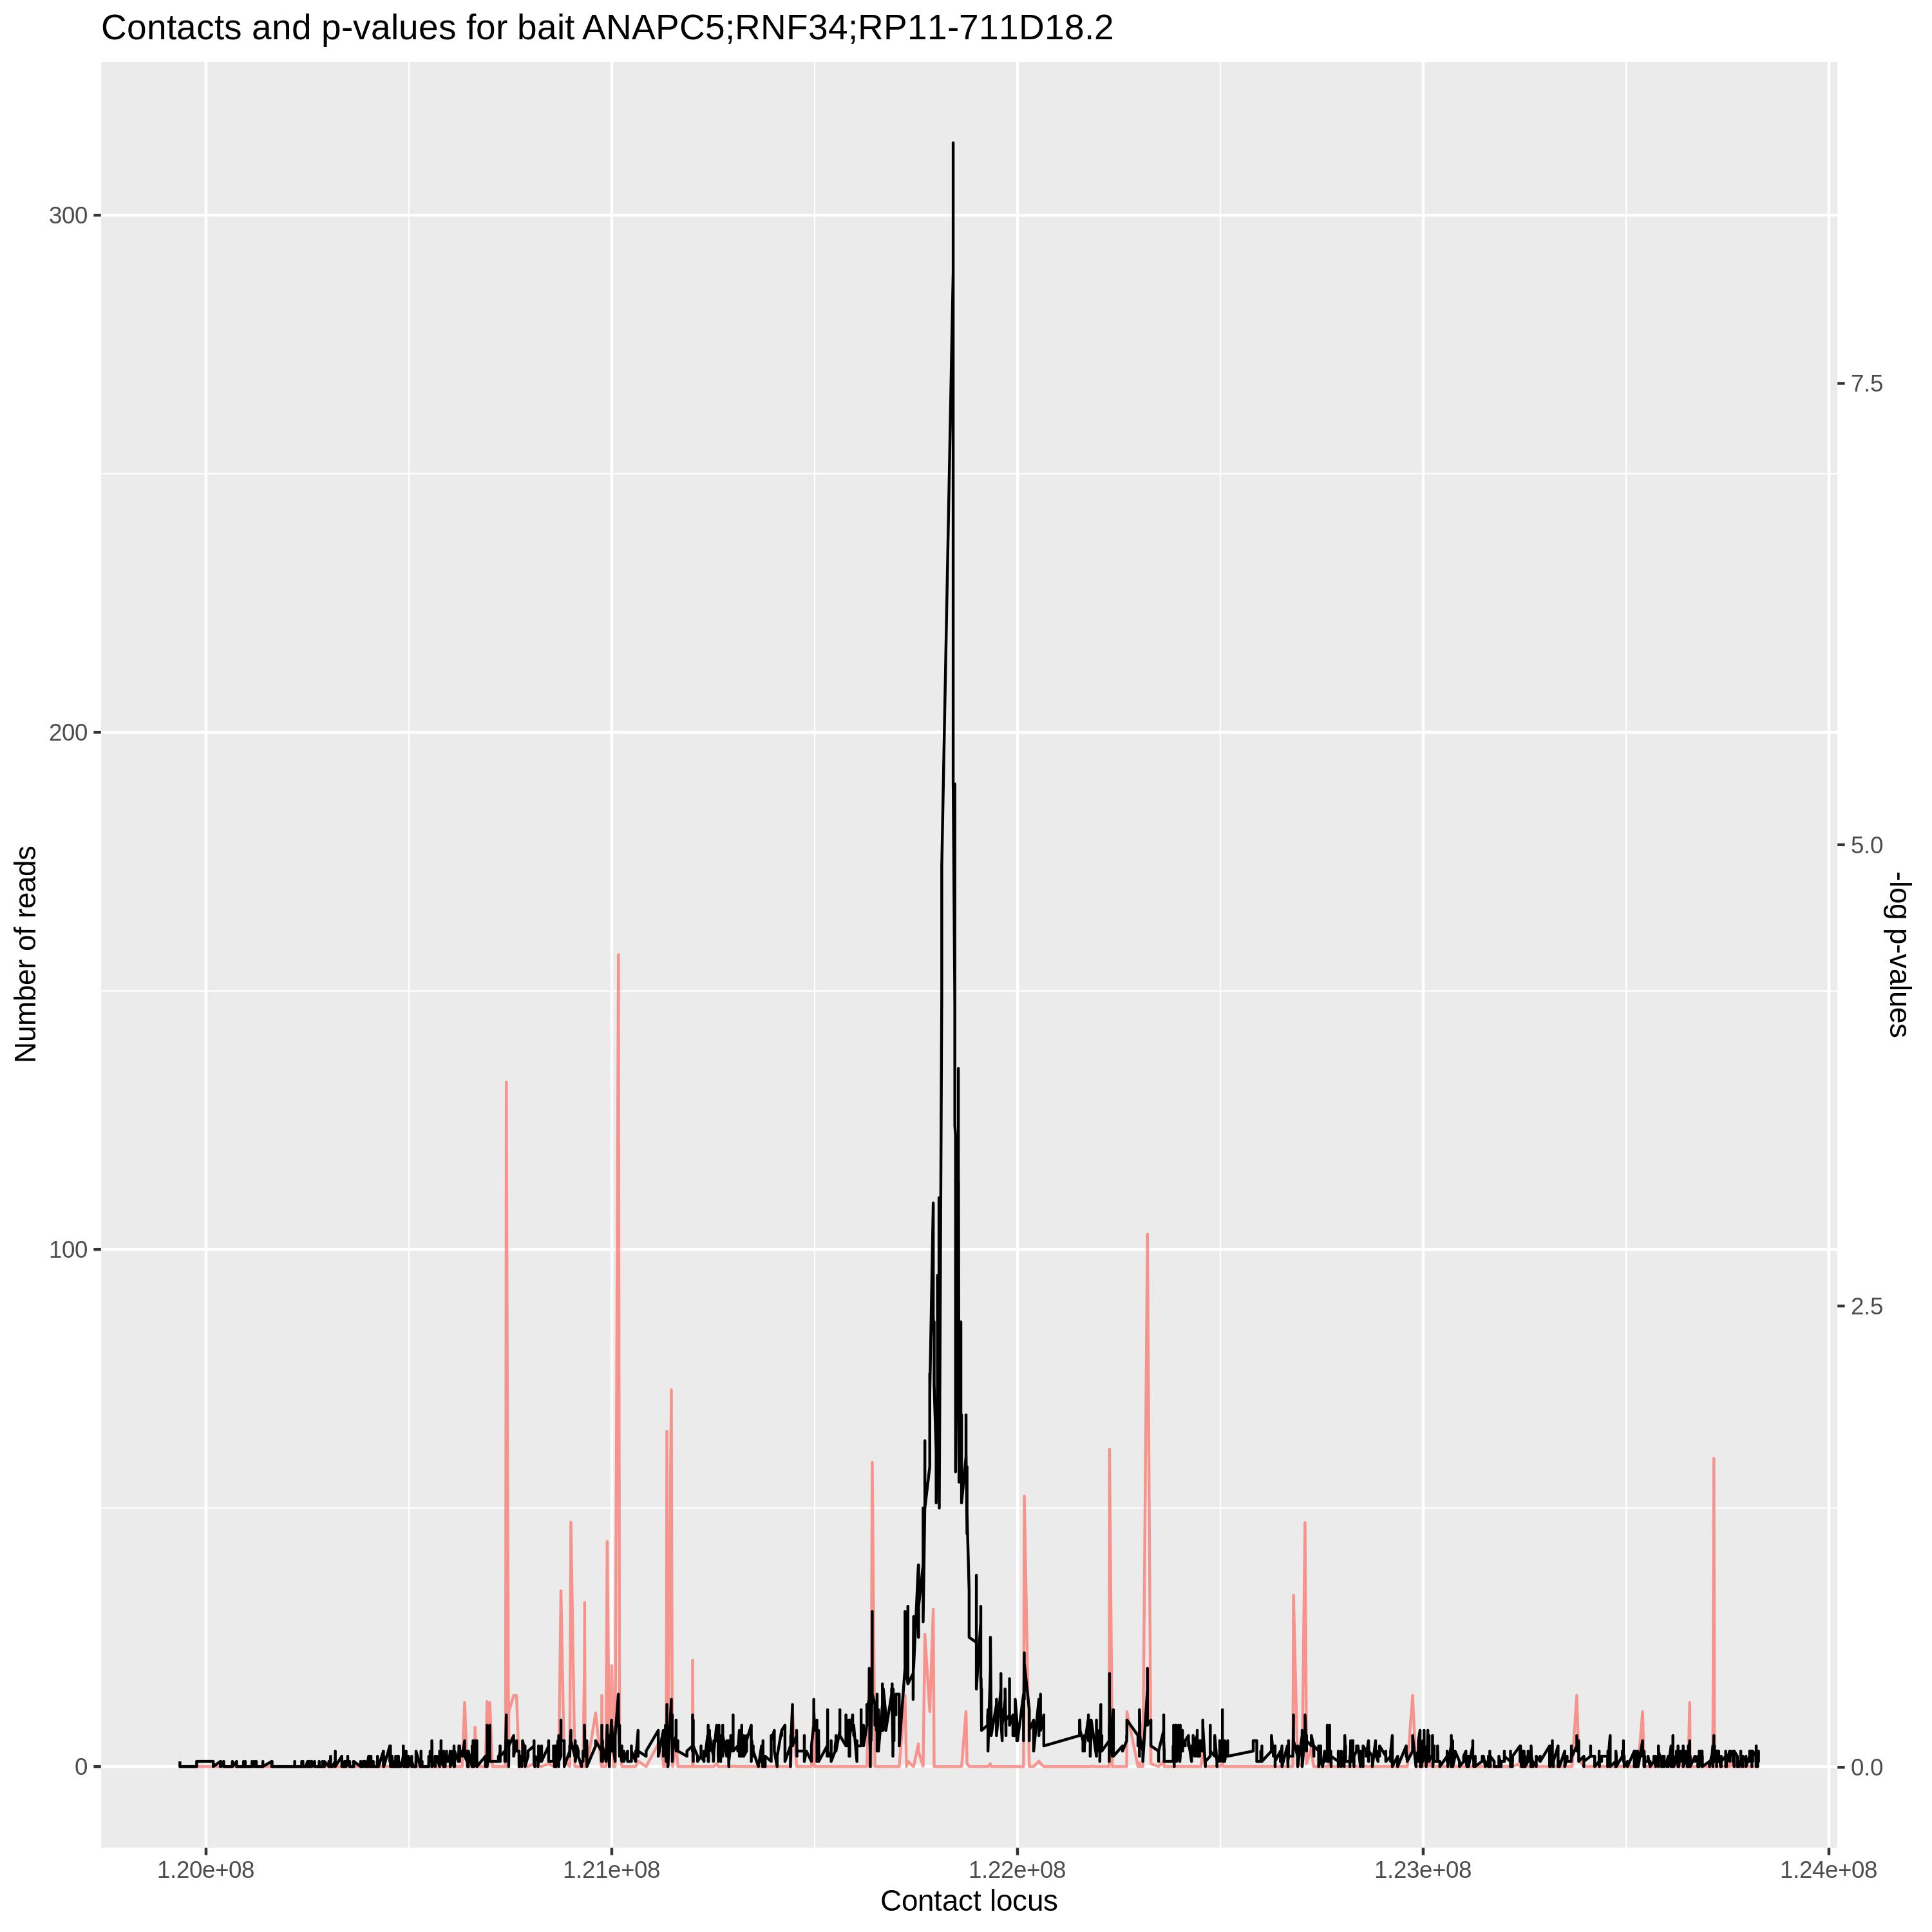 Contacts and p-values for bait ANAPC5;RNF34;RP11-711D18.2
300
200
100
0
7.5
5.0
2.5
0.0
Number of reads
-log p-values
1.20e+08
1.21e+08
1.22e+08
1.23e+08
1.24e+08
Contact locus